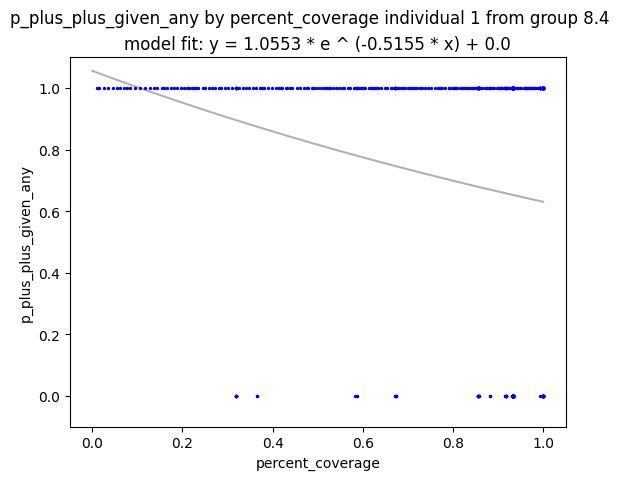 p_plus_plus_given_any by percent_coverage individual 1 from group 8.4
model fit: y = 1.0553 * e ^ (-0.5155 * x) + 0.0
1.0
0.8
0.6
0.4
0.2
0.0
p_plus_plus_given_any
0.0 0.2 0.4 0.6 0.8 1.0
percent_coverage